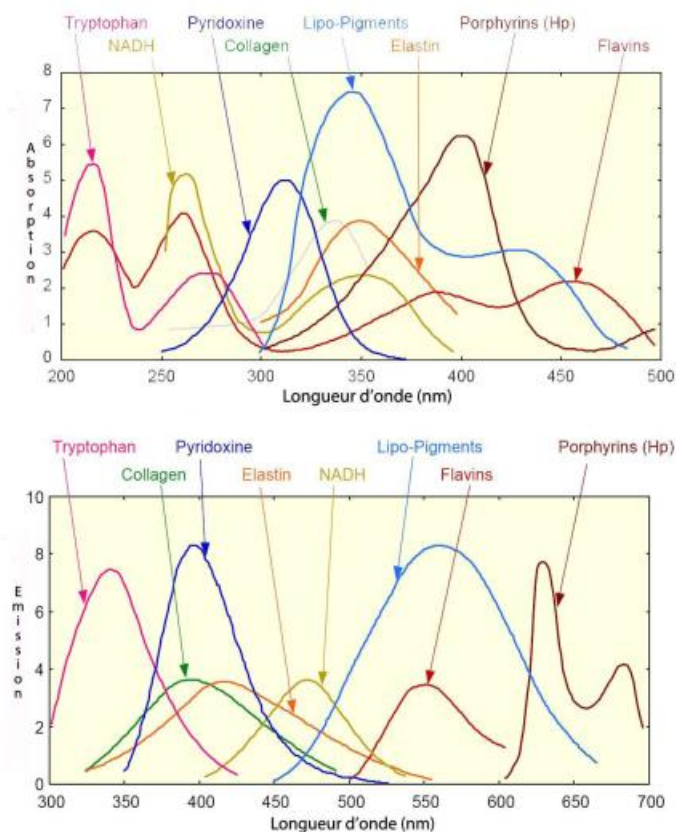 Tryptophan Pyridoxine Lipo-Pigments Porphyrins (Hp)
NADH Collagen Elastin Flavins
Absorption
8
7
6
5
4
3
2
1
0
200 250 300 350 400 450 500
Longueur d'onde (nm)
Tryptophan Pyridoxine Lipo-Pigments Porphyrins (Hp)
Collagen Elastin NADH Flavins
Emission
10
8
6
4
2
0
300 350 400 450 500 550 600 650 700
Longueur d'onde (nm)